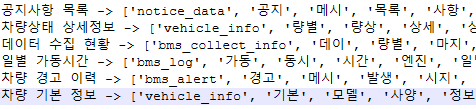 공지사항 목록 -> ['notice_data', '공지', '메시', '목록', '사항',
차량상태 상세정보 -> ['vehicle_info', '량별', '량상', '상세', '상
데이터 수집 현황 -> ['bms_collect_info', '데이', '량별', '마지',
일별 가동시간 -> ['bms_log', '가동', '동시', '시간', '엔진', '일
차량 경고 이력 -> ['bms_alert', '경고', '메시', '발생', '시지',
차량 기본 정보 -> ['vehicle_info', '기본', '모델', '사양', '정보